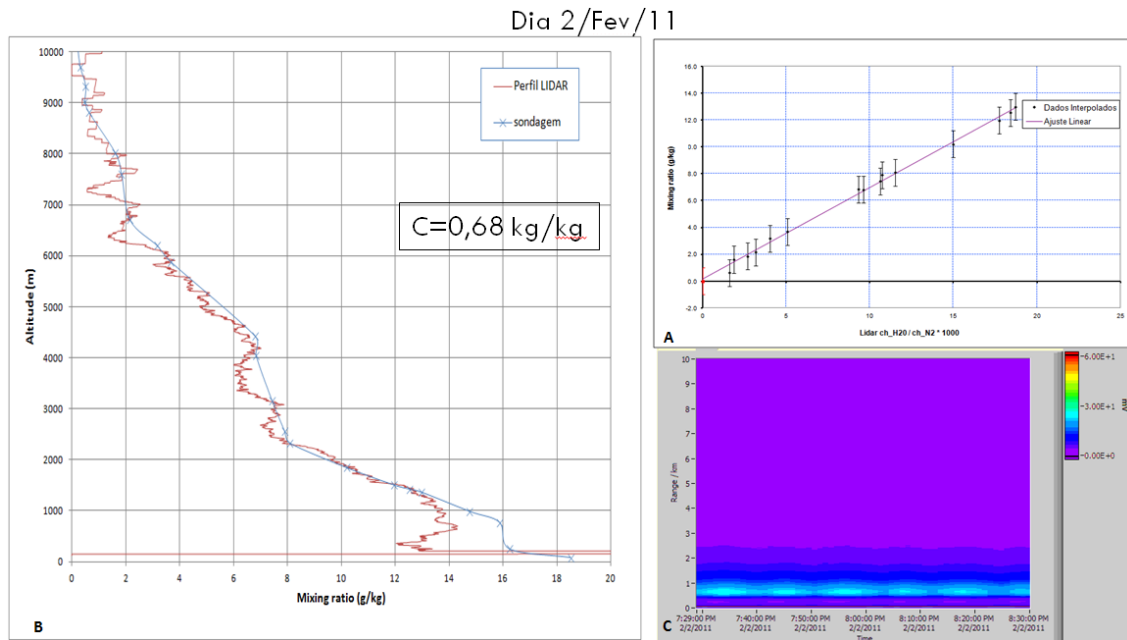 Dia 2/Fev/11
10000
9000
8000
7000
6000
5000
4000
3000
2000
1000
0
Altitude (m)
Perfil LIDAR
sondagem
C=0,68 kg/kg
0 2 4 6 8 10 12 14 16 18 20
Mixing ratio (g/kg)
B
16.0
14.0
12.0
0.0
8.0
6.0
4.0
2.0
0.0
-2.0
Mixing ratio (g/kg)
Dados Interpolados
Ajuste Linear
0 5 10 15 20 25
Lidar ch_H20 / ch_N2 * 1000
A
10
9
8
7
6
5
4
3
2
1
0
Range / km
6.00E+1
-3.00E+1
-0.00E+0
mV
7:29:00 PM 7:40:00 PM 7:50:00 PM 8:00:00 PM 8:10:00 PM 8:20:00 PM 8:30:00 PM
2/2/2011 2/2/2011 2/2/2011 2/2/2011 2/2/2011 2/2/2011 2/2/2011
Time
C